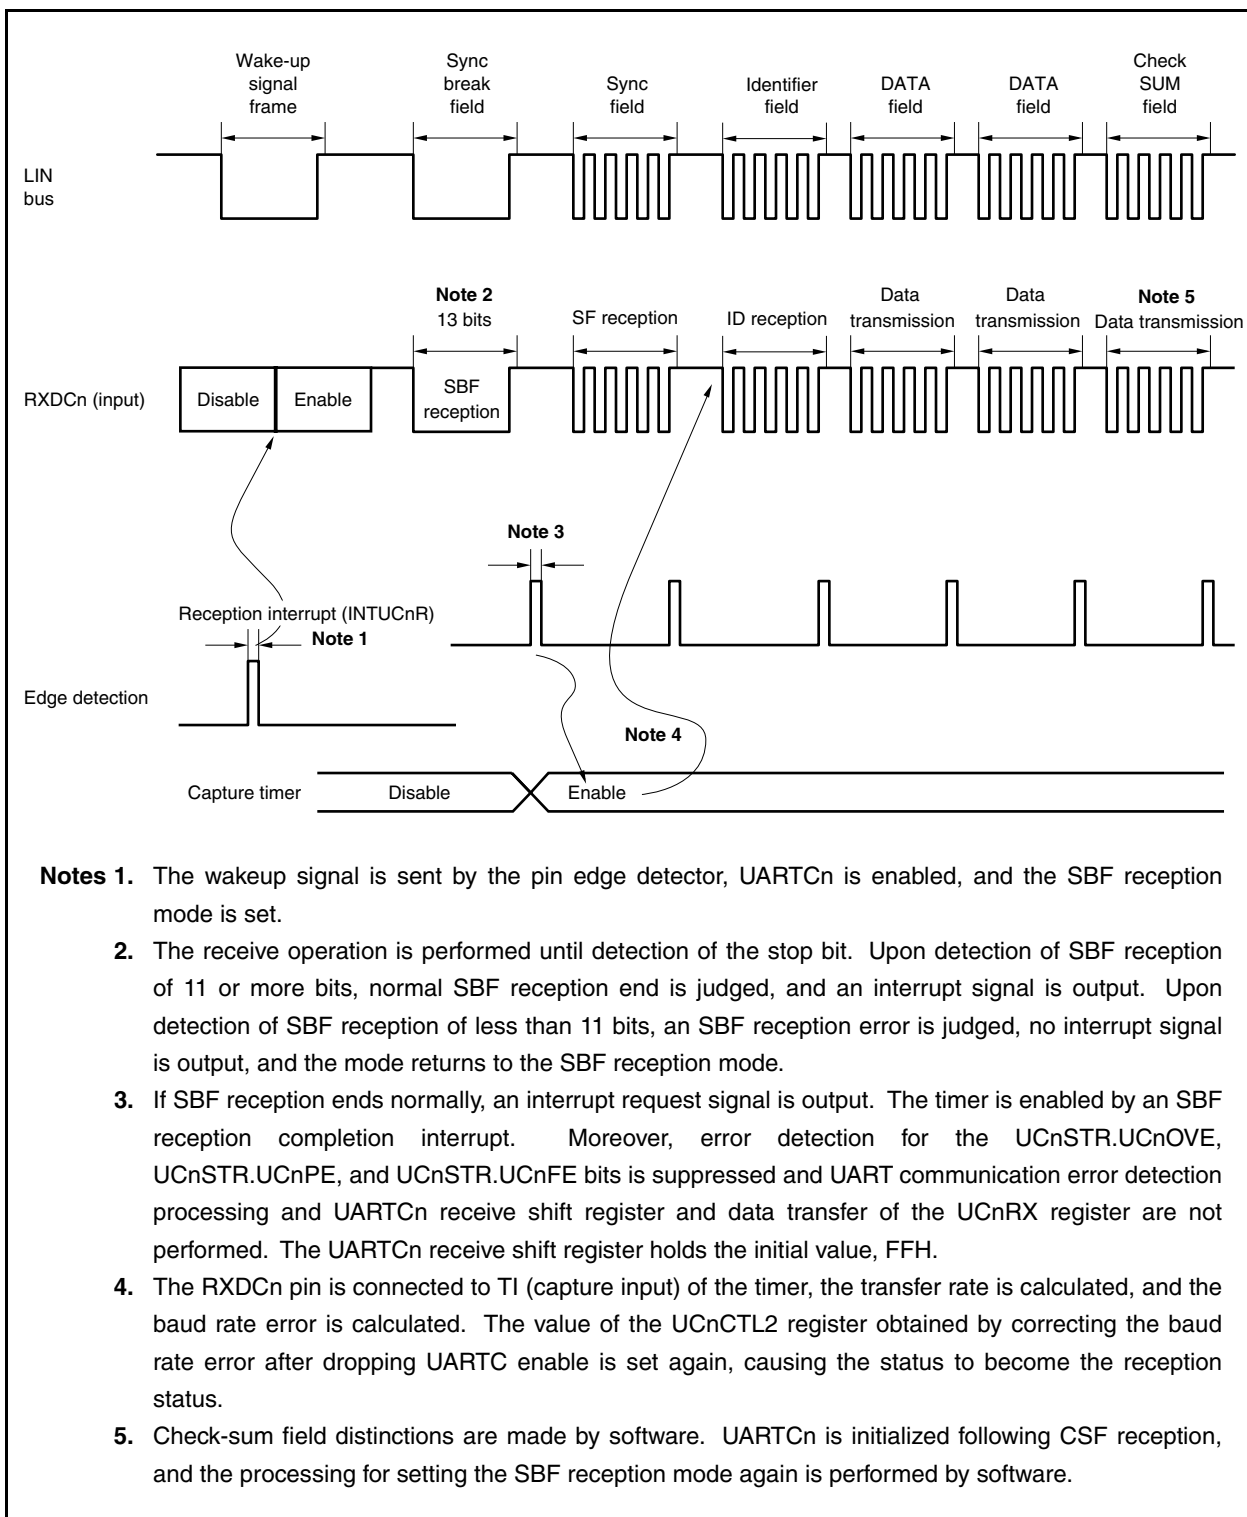 Wake-up
signal
frame
Sync
break
field
Sync
field
Identifier
field
DATA
field
DATA
field
Check
SUM
field
LIN
bus
Note 2
13 bits
SF reception
ID reception
Data
transmission
Data
transmission
Note 5
Data transmission
RXDCn (input)
Disable
Enable
SBF
reception
Note 3
Reception interrupt (INTUCnR)
Note 1
Edge detection
Note 4
Capture timer
Disable
Enable
Notes 1. The wakeup signal is sent by the pin edge detector, UARTCn is enabled, and the SBF reception
mode is set.
2. The receive operation is performed until detection of the stop bit. Upon detection of SBF reception
of 11 or more bits, normal SBF reception end is judged, and an interrupt signal is output. Upon
detection of SBF reception of less than 11 bits, an SBF reception error is judged, no interrupt signal
is output, and the mode returns to the SBF reception mode.
3. If SBF reception ends normally, an interrupt request signal is output. The timer is enabled by an SBF
reception completion interrupt. Moreover, error detection for the UCnSTR.UCnOVE,
UCnSTR.UCnPE, and UCnSTR.UCnFE bits is suppressed and UART communication error detection
processing and UARTCn receive shift register and data transfer of the UCnRX register are not
performed. The UARTCn receive shift register holds the initial value, FFH.
4. The RXDCn pin is connected to TI (capture input) of the timer, the transfer rate is calculated, and the
baud rate error is calculated. The value of the UCnCTL2 register obtained by correcting the baud
rate error after dropping UARTC enable is set again, causing the status to become the reception
status.
5. Check-sum field distinctions are made by software. UARTCn is initialized following CSF reception,
and the processing for setting the SBF reception mode again is performed by software.